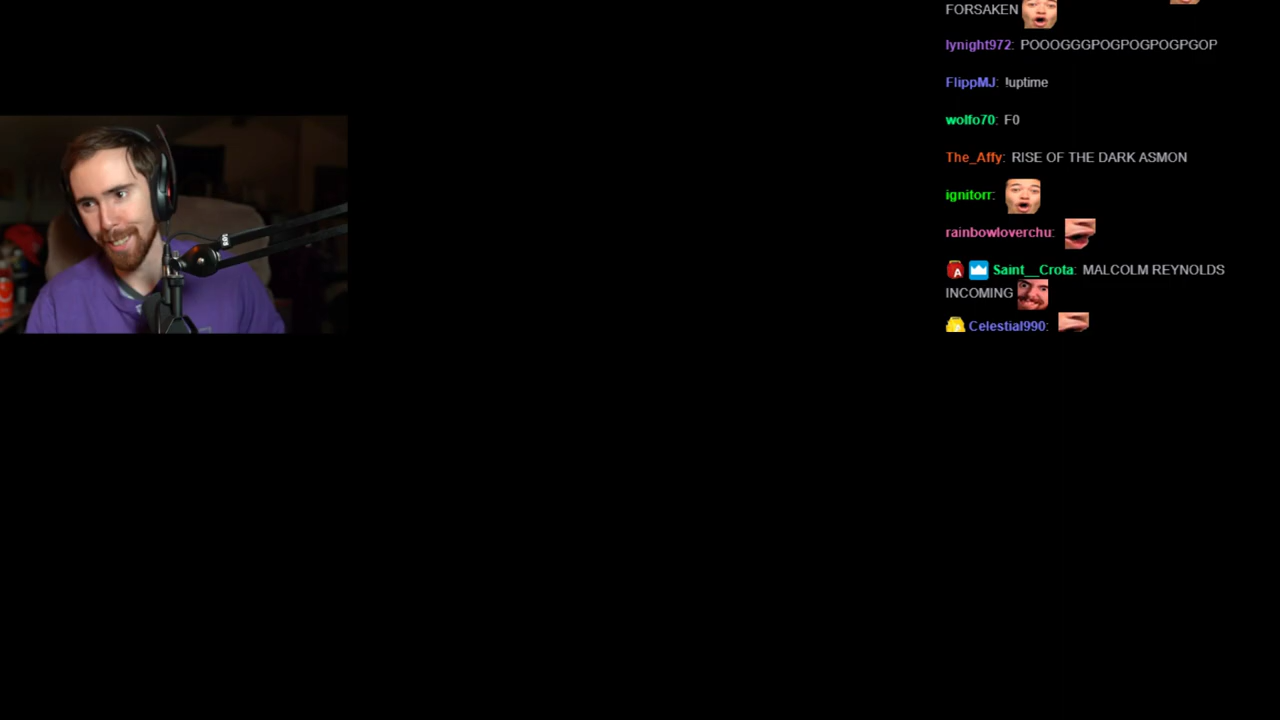 FORSAKEN
lynight972: POOOGGGPOGPOGPOGPGOP
FlippMJ: !uptime
wolfo70: F0
The_Affy: RISE OF THE DARK ASMON
ignitorr:
rainbowloverchu:
A Saint__Crota: MALCOLM REYNOLDS
INCOMING
Celestial990: